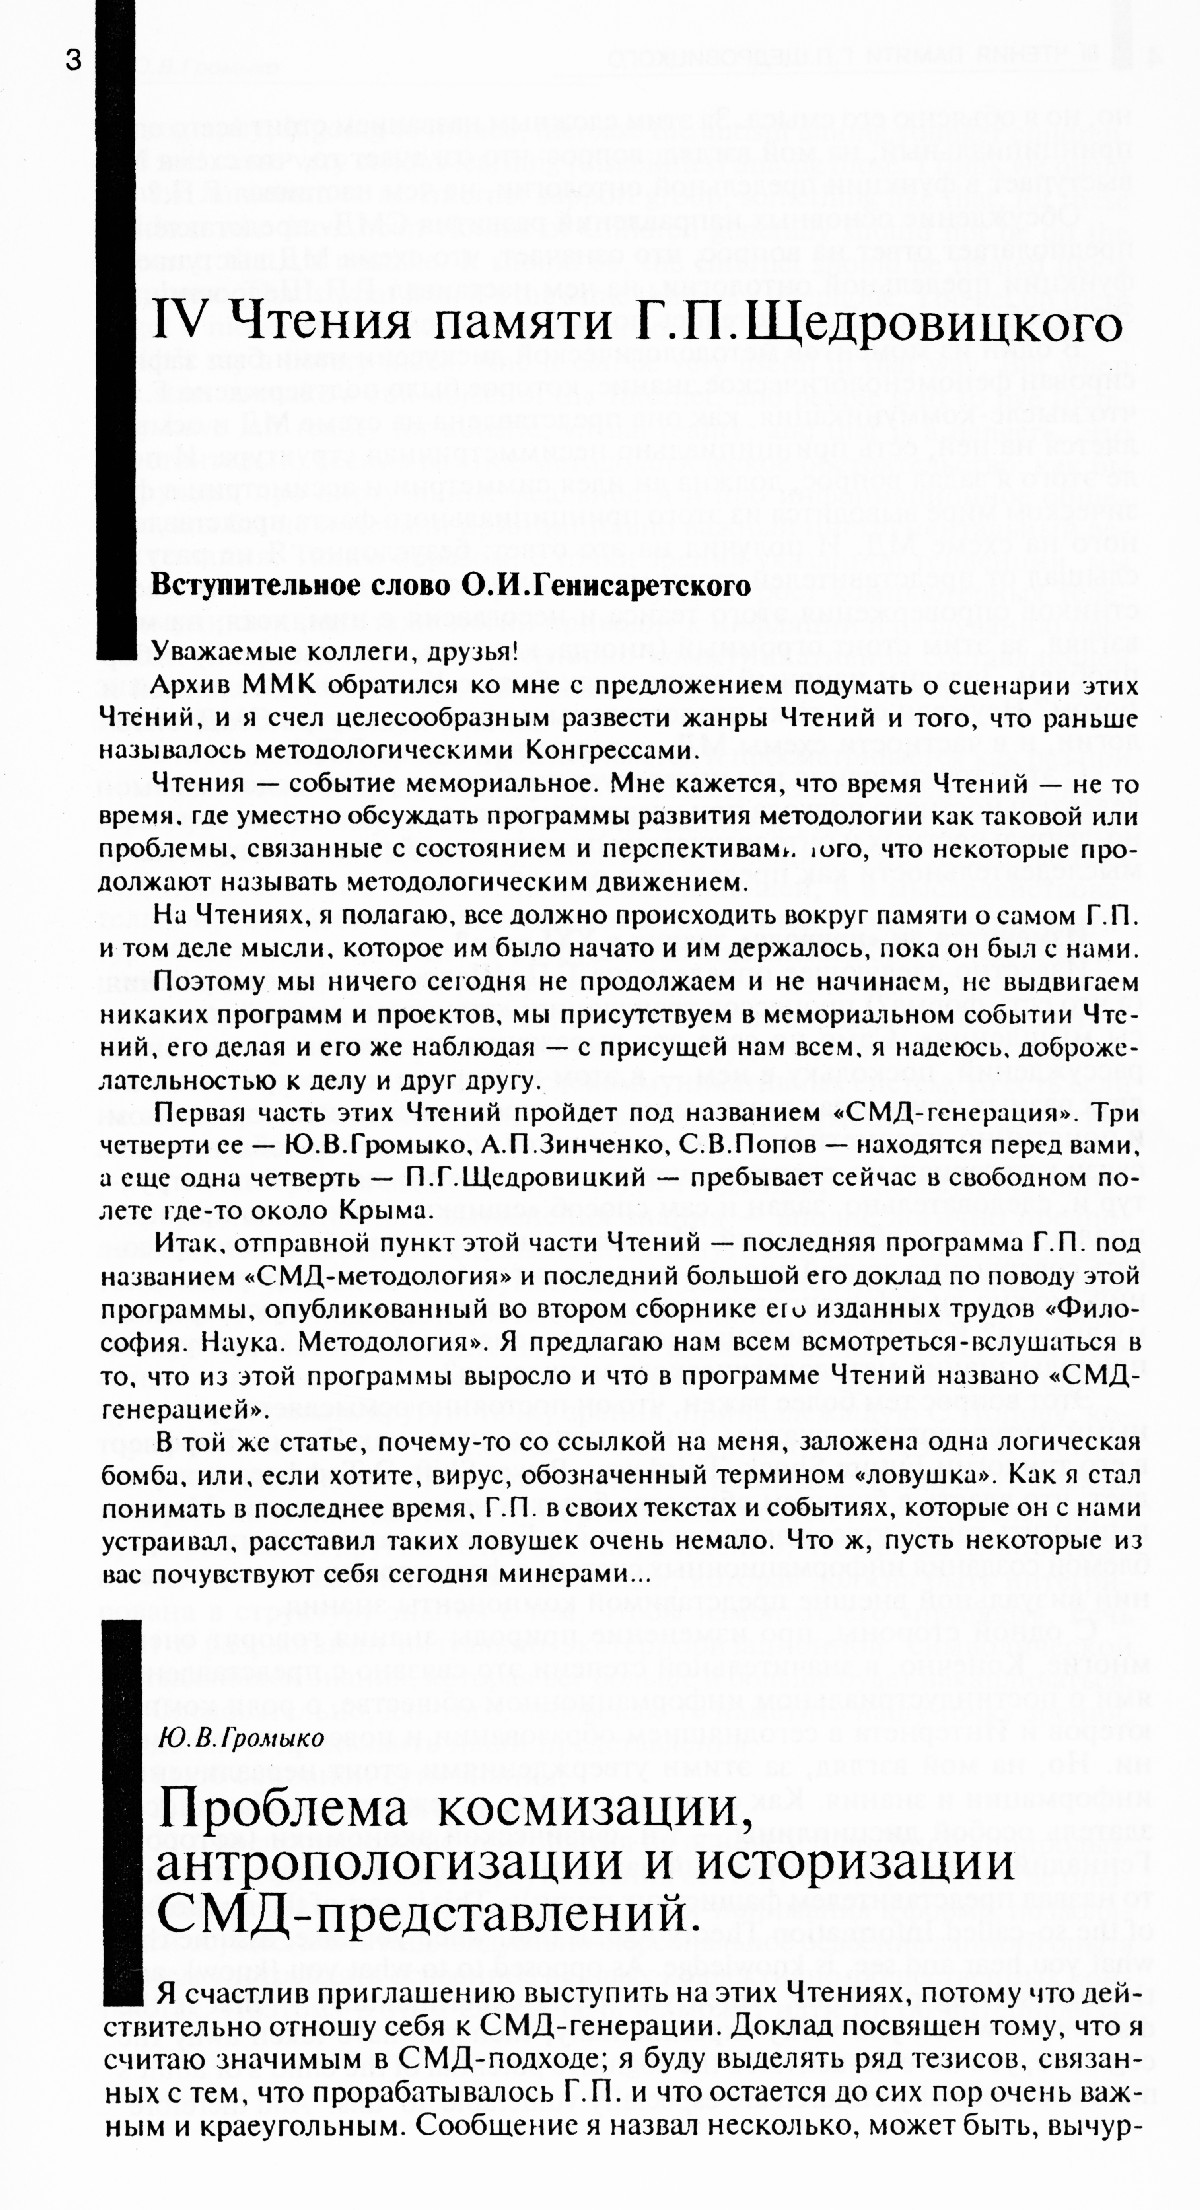 3
IV Чтения памяти Г.П.Щедровицкого
Вступительное слово О.И.Генисаретского
Уважаемые коллеги, друзья!
Архив ММК обратился ко мне с предложением подумать о сценарии этих
Чтений, и я счел целесообразным развести жанры Чтений и того, что раньше
называлось методологическими Конгрессами.
Чтения — событие мемориальное. Мне кажется, что время Чтений — не то
время, где уместно обсуждать программы развития методологии как таковой или
проблемы, связанные с состоянием и перспективами того, что некоторые про-
должают называть методологическим движением.
На Чтениях, я полагаю, все должно происходить вокруг памяти о самом Г.П.
и том деле мысли, которое им было начато и им держалось, пока он был с нами.
Поэтому мы ничего сегодня не продолжаем и не начинаем, не выдвигаем
никаких программ и проектов, мы присутствуем в мемориальном событии Чте-
ний, его делая и его же наблюдая — с присущей нам всем, я надеюсь, доброже-
лательностью к делу и друг другу.
Первая часть этих Чтений пройдет под названием «СМД-генерация». Три
четверти ее — Ю.В.Громыко, А.П.Зинченко, С.В.Попов — находятся перед вами,
а еще одна четверть — П.Г.Щедровицкий — пребывает сейчас в свободном по-
лете где-то около Крыма.
Итак, отправной пункт этой части Чтений — последняя программа Г.П. под
названием «СМД-методология» и последний большой его доклад по поводу этой
программы, опубликованный во втором сборнике его изданных трудов «Фило-
софия. Наука. Методология». Я предлагаю нам всем всмотреться-вслушаться в
то, что из этой программы выросло и что в программе Чтений названо «СМД-
генерацией».
В той же статье, почему-то со ссылкой на меня, заложена одна логическая
бомба, или, если хотите, вирус, обозначенный термином «ловушка». Как я стал
понимать в последнее время, Г.П. в своих текстах и событиях, которые он с нами
устраивал, расставил таких ловушек очень немало. Что ж, пусть некоторые из
вас почувствуют себя сегодня минерами...
Ю.В.Громыко
Проблема космизации,
антропологизации и историзации
СМД-представлений.
Я счастлив приглашению выступить на этих Чтениях, потому что дей-
ствительно отношу себя к СМД-генерации. Доклад посвящен тому, что я
считаю значимым в СМД-подходе; я буду выделять ряд тезисов, связан-
ных с тем, что прорабатывалось Г.П. и что остается до сих пор очень важ-
ным и краеугольным. Сообщение я назвал несколько, может быть, вычур-